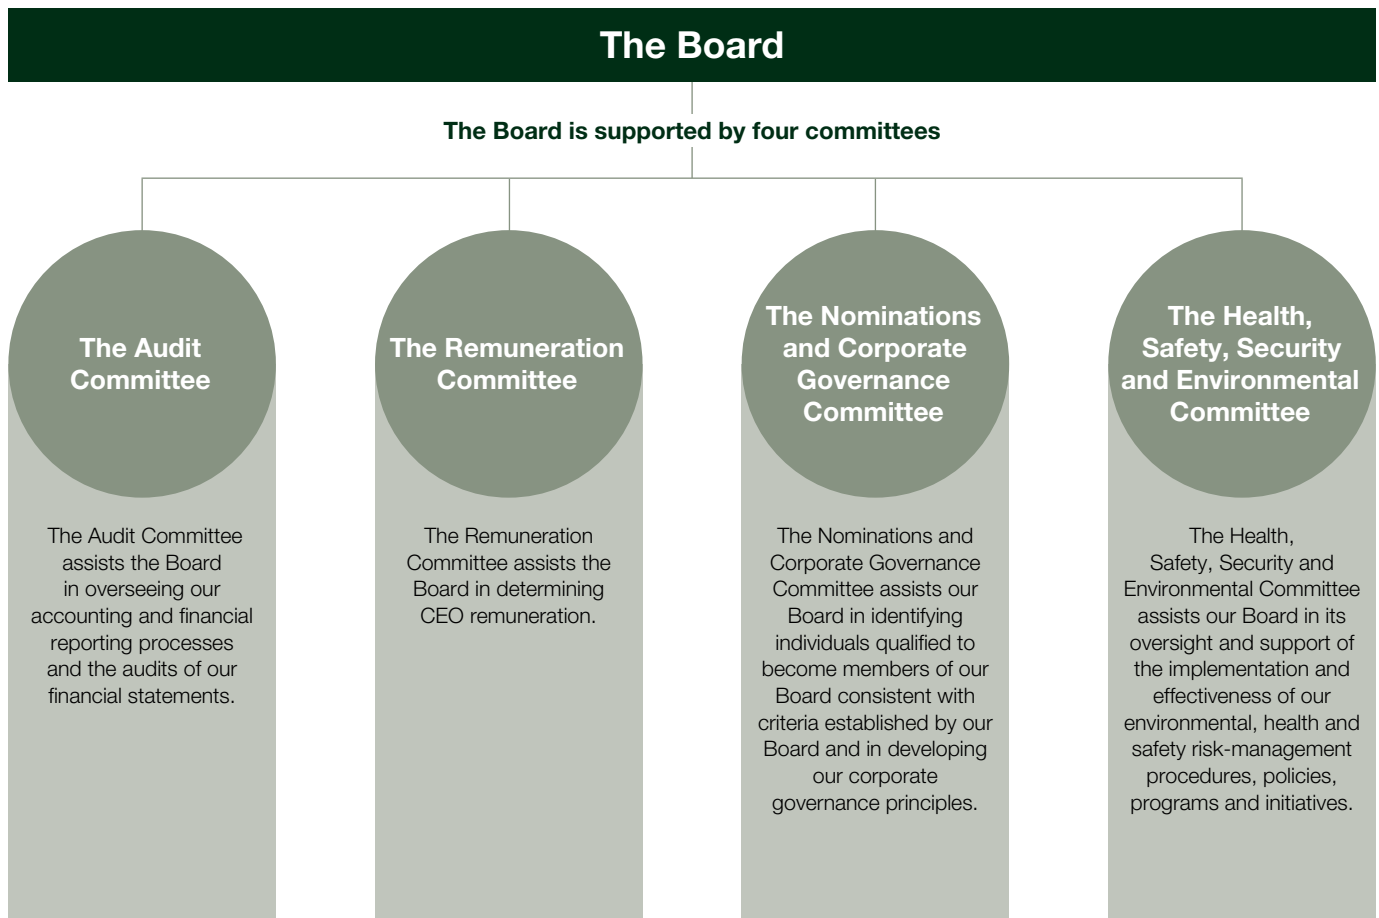 The Board
The Board is supported by four committees
The Audit
Committee
The Audit Committee
assists the Board
in overseeing our
accounting and financial
reporting processes
and the audits of our
financial statements.
The Remuneration
Committee
The Remuneration
Committee assists the
Board in determining
CEO remuneration.
The Nominations
and Corporate
Governance
Committee
The Nominations and
Corporate Governance
Committee assists our
Board in identifying
individuals qualified to
become members of our
Board consistent with
criteria established by our
Board and in developing
our corporate
governance principles.
The Health,
Safety, Security
and Environmental
Committee
The Health,
Safety, Security and
Environmental Committee
assists our Board in its
oversight and support of
the implementation and
effectiveness of our
environmental, health and
safety risk-management
procedures, policies,
programs and initiatives.